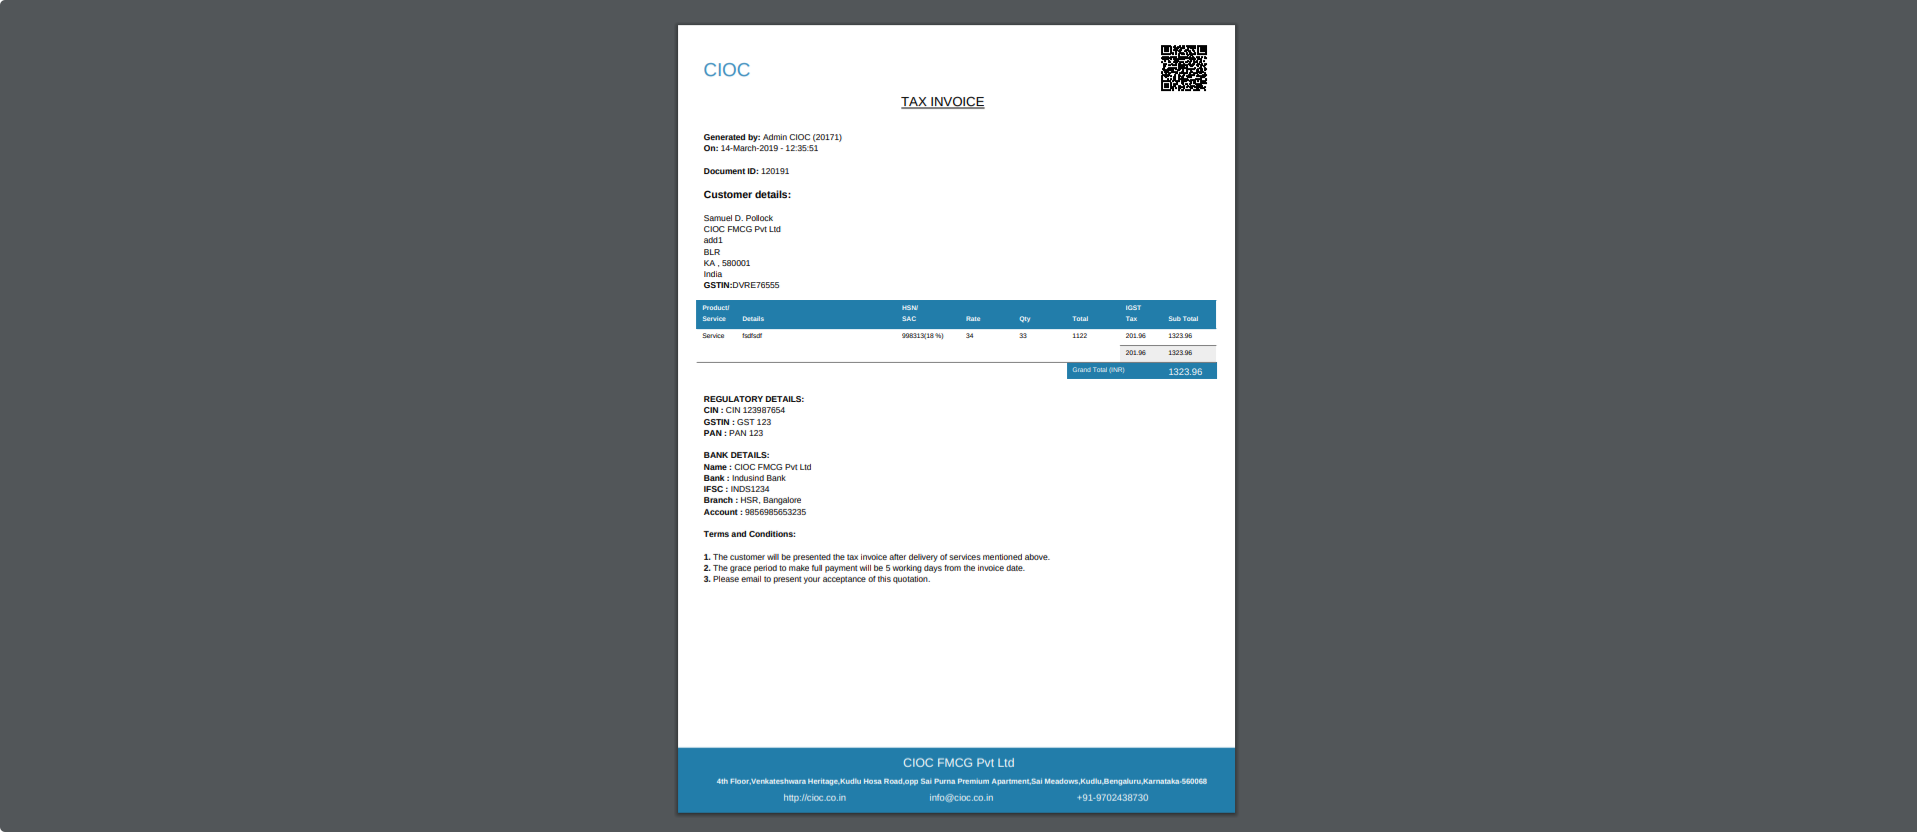 CIOC
TAX INVOICE
Generated by: Admin CIOC (20171)
On: 14-March-2019 - 12:35:51
Document ID: 120191
Customer details:
Samuel D. Pollock
CIOC FMCG Pvt Ltd
add1
BLR
KA , 580001
India
GSTIN:DVRE76555
Product/ HSN/ IGST
Service Details SAC Rate Qty Total Tax Sub Total
Service fsdfsdf 998313(18 %) 34 33 1122 201.96 1323.96
201.96 1323.96
Grand Total (INR) 1323.96
REGULATORY DETAILS:
CIN : CIN 123987654
GSTIN : GST 123
PAN : PAN 123
BANK DETAILS:
Name : CIOC FMCG Pvt Ltd
Bank : Indusind Bank
IFSC : INDS1234
Branch : HSR, Bangalore
Account : 9856985653235
Terms and Conditions:
1. The customer will be presented the tax invoice after delivery of services mentioned above.
2. The grace period to make full payment will be 5 working days from the invoice date.
3. Please email to present your acceptance of this quotation.
CIOC FMCG Pvt Ltd
4th Floor,Venkateshwara Heritage,Kudlu Hosa Road,opp Sai Purna Premium Apartment,Sai Meadows,Kudlu,Bengaluru,Karnataka-560068
http://cioc.co.in info@cioc.co.in +91-9702438730